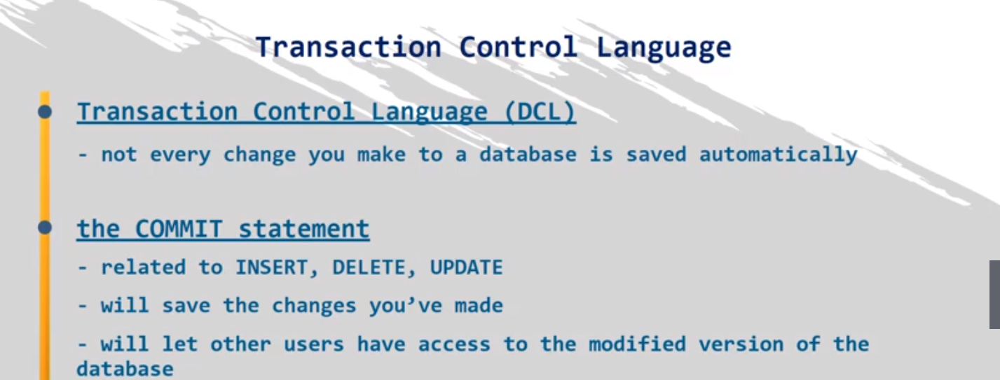 Transaction Control Language
Transaction Control Language (DCL)
- not every change you make to a database is saved automatically
the COMMIT statement
- related to INSERT, DELETE, UPDATE
- will save the changes you’ve made
- will let other users have access to the modified version of the
database